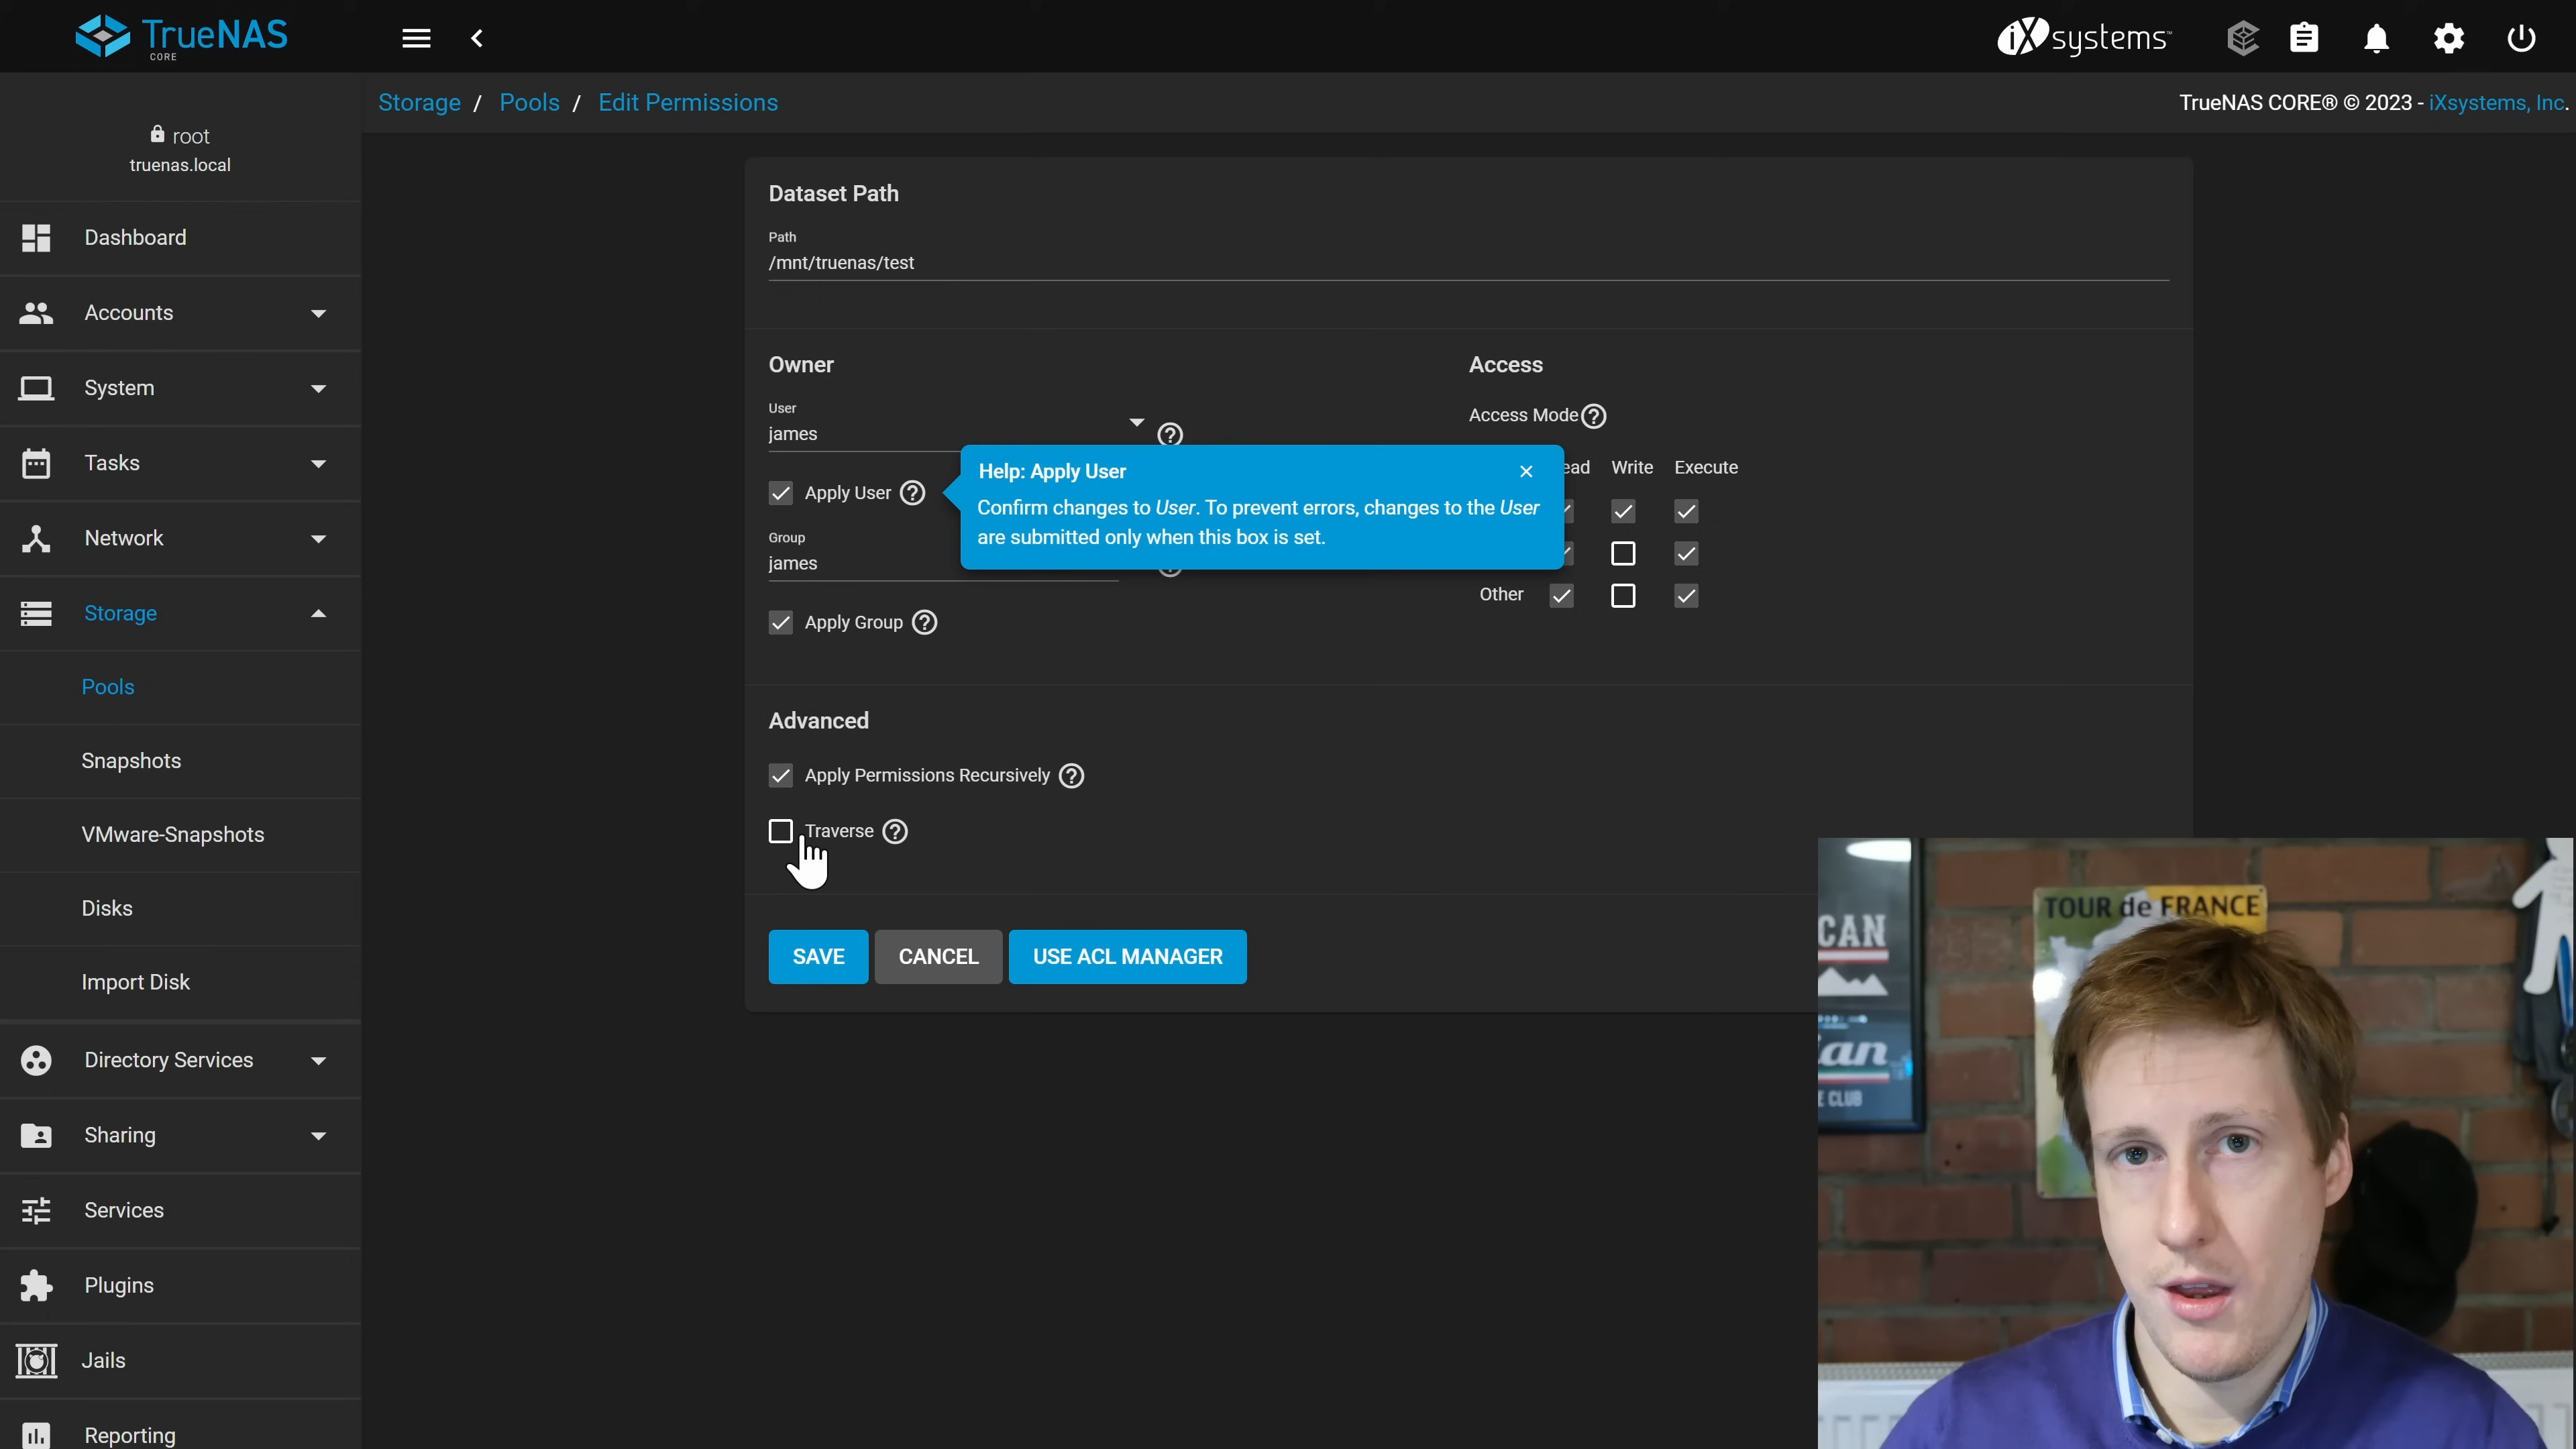 TrueNAS
CORE
iXsystems™
Storage / Pools / Edit Permissions
TrueNAS CORE® © 2023 - iXsystems, Inc.
root
truenas.local
Dashboard
Accounts
System
Tasks
Network
Storage
Pools
Snapshots
VMware-Snapshots
Disks
Import Disk
Directory Services
Sharing
Services
Plugins
Jails
Reporting
Dataset Path
Path
/mnt/truenas/test
Owner
User
james
Apply User
Group
james
Apply Group
Help: Apply User
Confirm changes to User. To prevent errors, changes to the User
are submitted only when this box is set.
Access
Access Mode
ead Write Execute
Other
Advanced
Apply Permissions Recursively
Traverse
SAVE CANCEL USE ACL MANAGER
TOUR de FRANCE
CAN
an
E CLUB